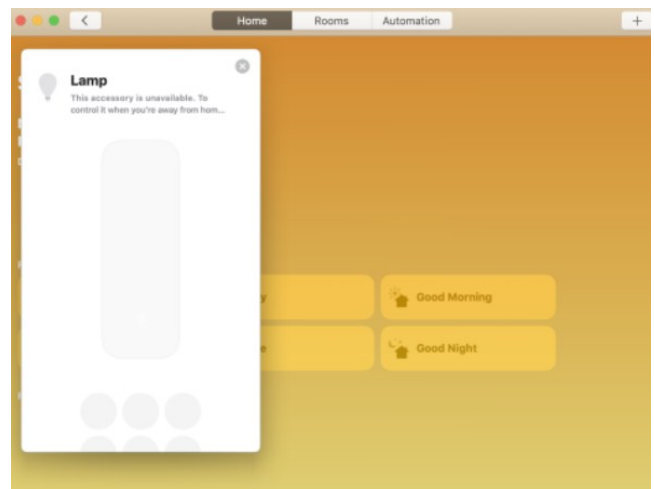 Home Rooms Automation
Lamp
This accessory is unavailable. To
control it when you're away from hom...
Good Morning
Good Night